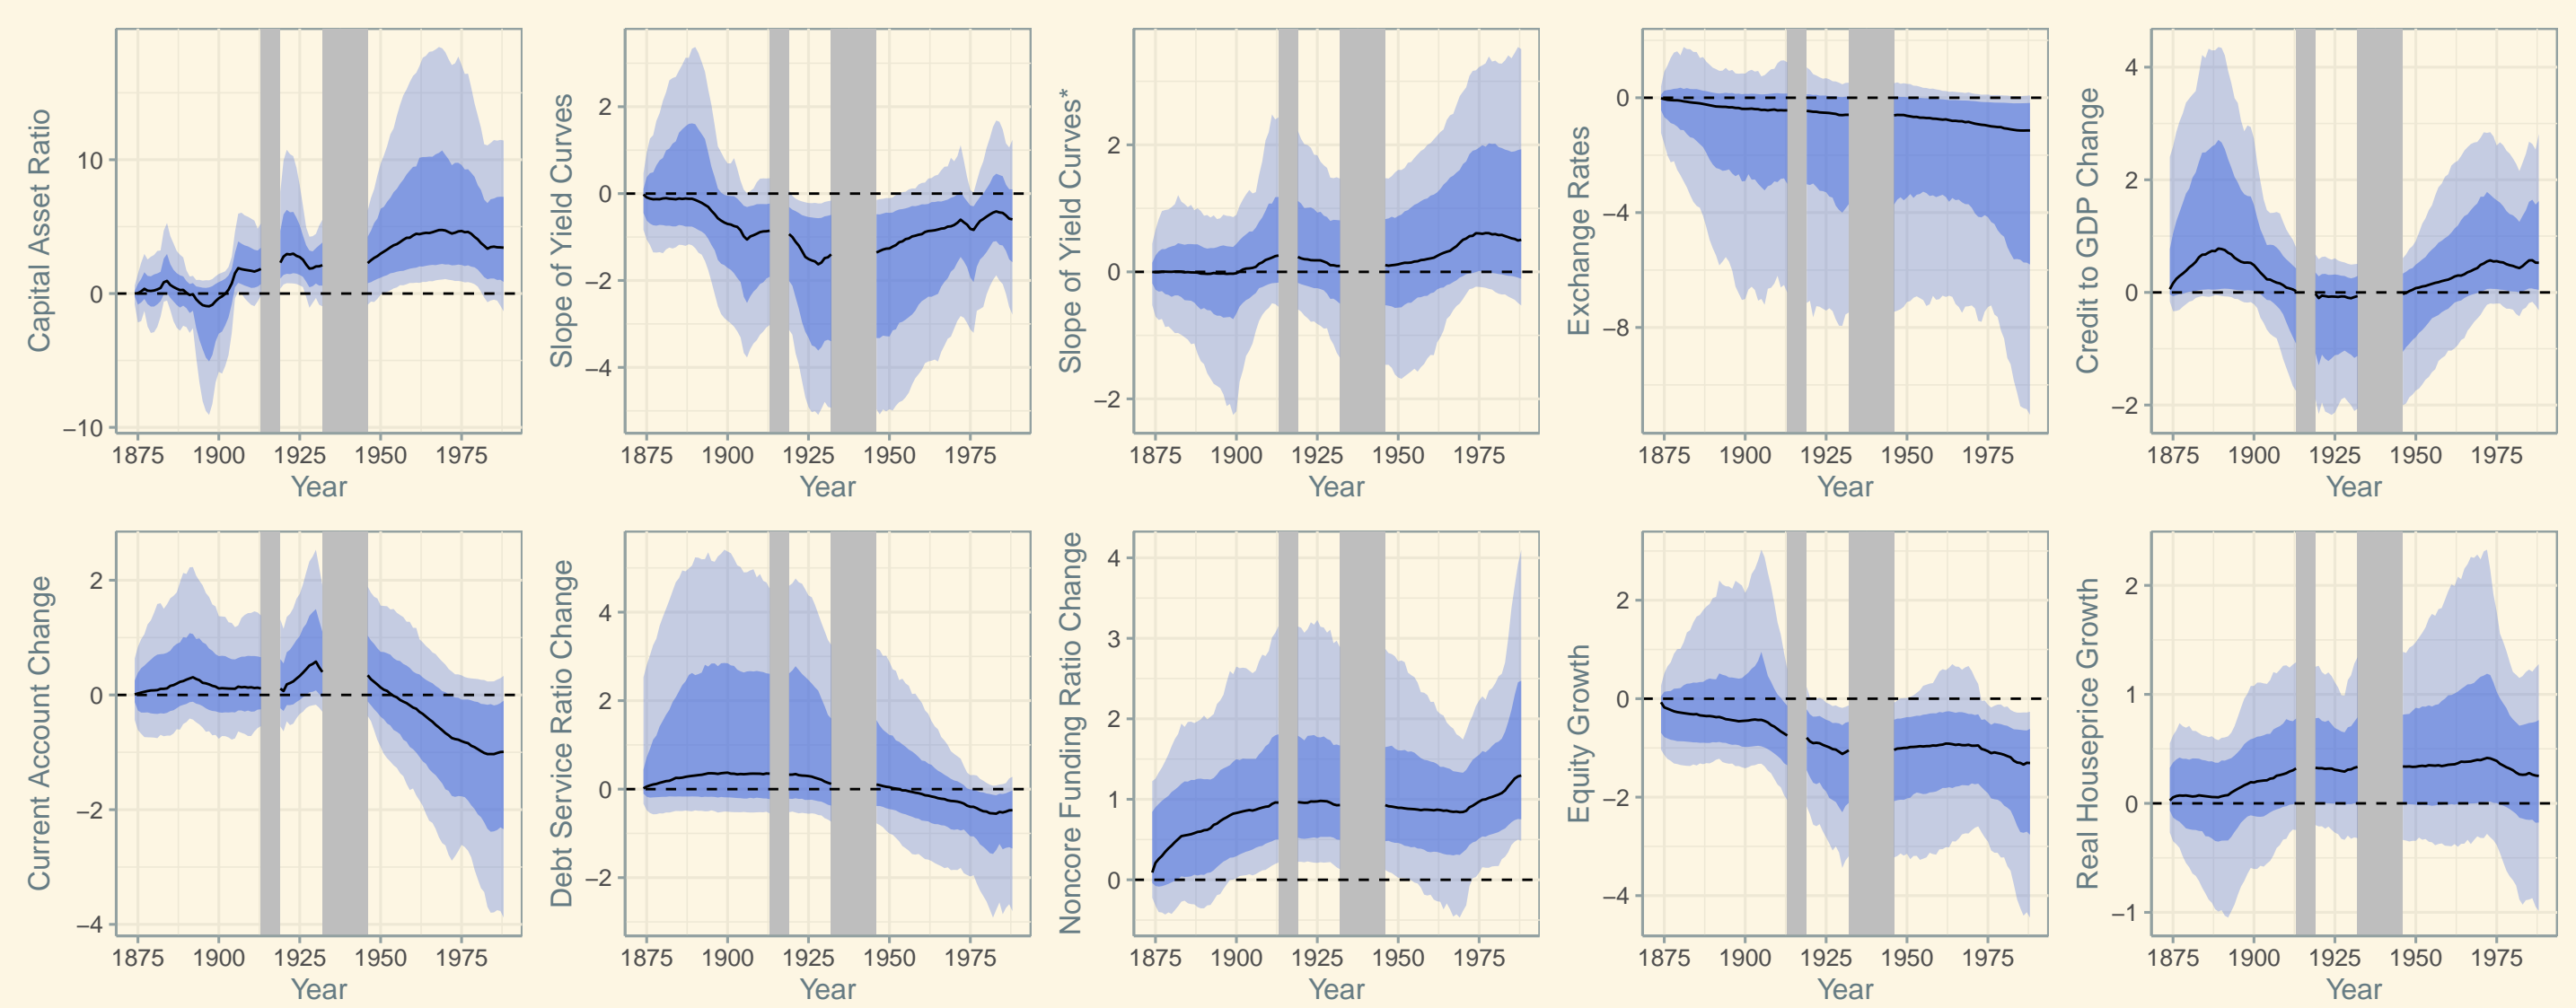 Capital Asset Ratio
10
0
−10
1875 1900 1925 1950 1975
Year
Slope of Yield Curves
2
0
−2
−4
1875 1900 1925 1950 1975
Year
Slope of Yield Curves*
2
0
−2
1875 1900 1925 1950 1975
Year
Exchange Rates
0
−4
−8
1875 1900 1925 1950 1975
Year
Credit to GDP Change
4
2
0
−2
1875 1900 1925 1950 1975
Year
Current Account Change
2
0
−2
−4
1875 1900 1925 1950 1975
Year
Debt Service Ratio Change
4
2
0
−2
1875 1900 1925 1950 1975
Year
Noncore Funding Ratio Change
4
3
2
1
0
1875 1900 1925 1950 1975
Year
Equity Growth
2
0
−2
−4
1875 1900 1925 1950 1975
Year
Real Houseprice Growth
2
1
0
−1
1875 1900 1925 1950 1975
Year